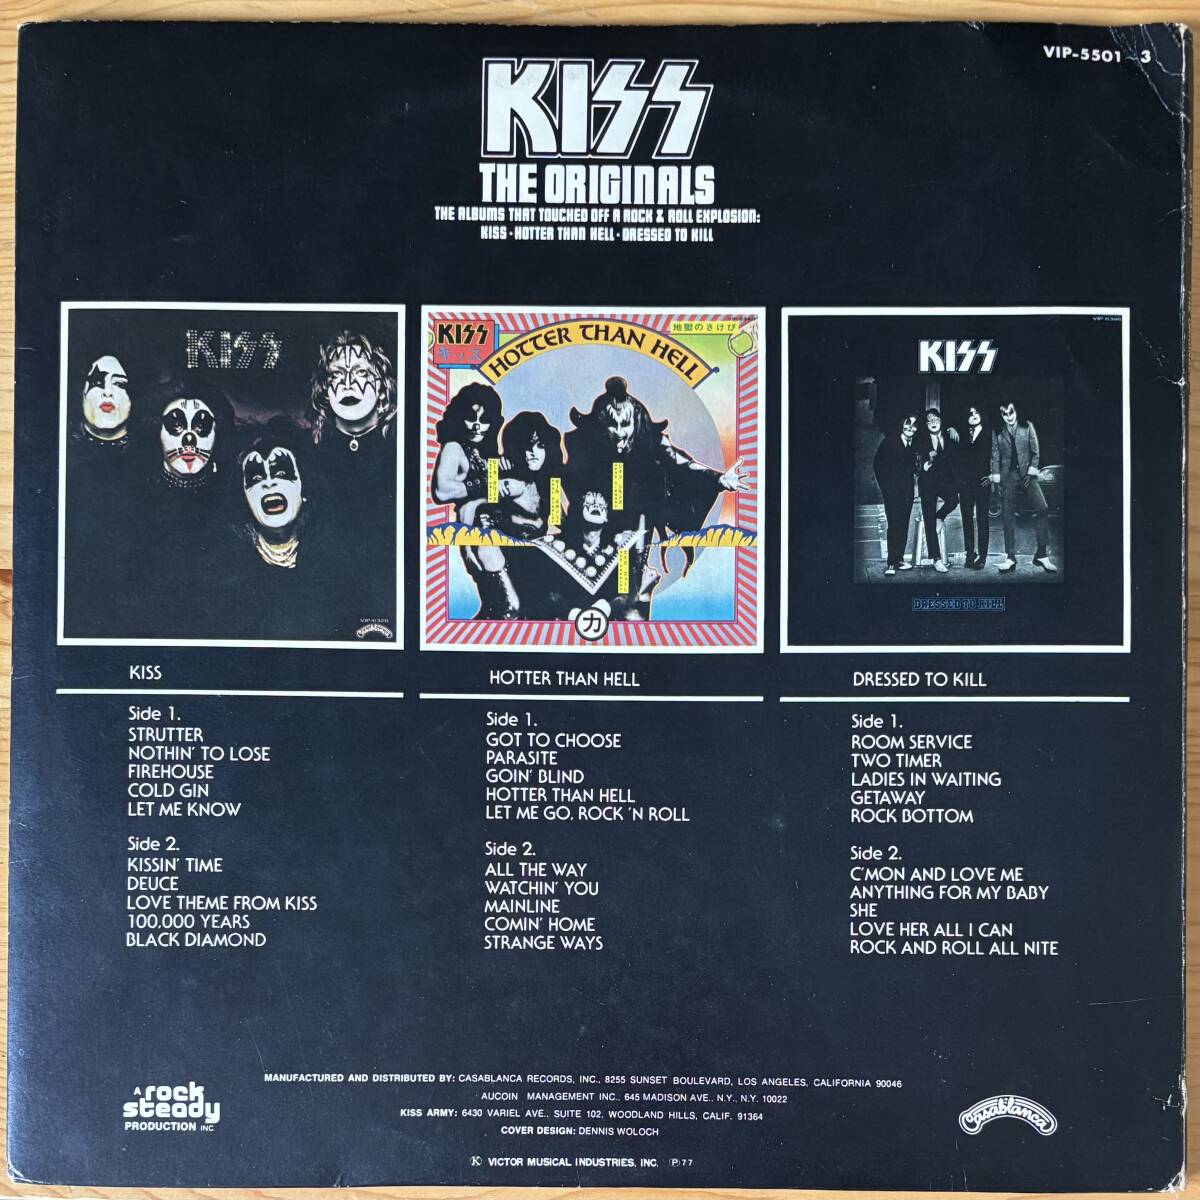 VIP-5501~3
KISS
THE ORIGINALS
THE ALBUMS THAT TOUCHED OFF A ROCK & ROLL EXPLOSION:
KISS · HOTTER THAN HELL · DRESSED TO KILL
KISS
VIP-6326
Casablanca
KISS
キッス
HOTTER THAN HELL
地獄のさけび
力
VIP-6396
KISS
DRESSED TO KILL
KISS
Side 1.
STRUTTER
NOTHIN' TO LOSE
FIREHOUSE
COLD GIN
LET ME KNOW
Side 2.
KISSIN' TIME
DEUCE
LOVE THEME FROM KISS
100,000 YEARS
BLACK DIAMOND
HOTTER THAN HELL
Side 1.
GOT TO CHOOSE
PARASITE
GOIN' BLIND
HOTTER THAN HELL
LET ME GO, ROCK 'N ROLL
Side 2.
ALL THE WAY
WATCHIN' YOU
MAINLINE
COMIN' HOME
STRANGE WAYS
DRESSED TO KILL
Side 1.
ROOM SERVICE
TWO TIMER
LADIES IN WAITING
GETAWAY
ROCK BOTTOM
Side 2.
C'MON AND LOVE ME
ANYTHING FOR MY BABY
SHE
LOVE HER ALL I CAN
ROCK AND ROLL ALL NITE
A rock
steady
PRODUCTION INC
MANUFACTURED AND DISTRIBUTED BY: CASABLANCA RECORDS, INC., 8255 SUNSET BOULEVARD, LOS ANGELES, CALIFORNIA 90046
AUCOIN MANAGEMENT INC., 645 MADISON AVE., N.Y., N.Y. 10022
KISS ARMY: 6430 VARIEL AVE., SUITE 102, WOODLAND HILLS, CALIF. 91364
COVER DESIGN: DENNIS WOLOCH
Ⓚ VICTOR MUSICAL INDUSTRIES, INC. Ⓟ77
Casablanca